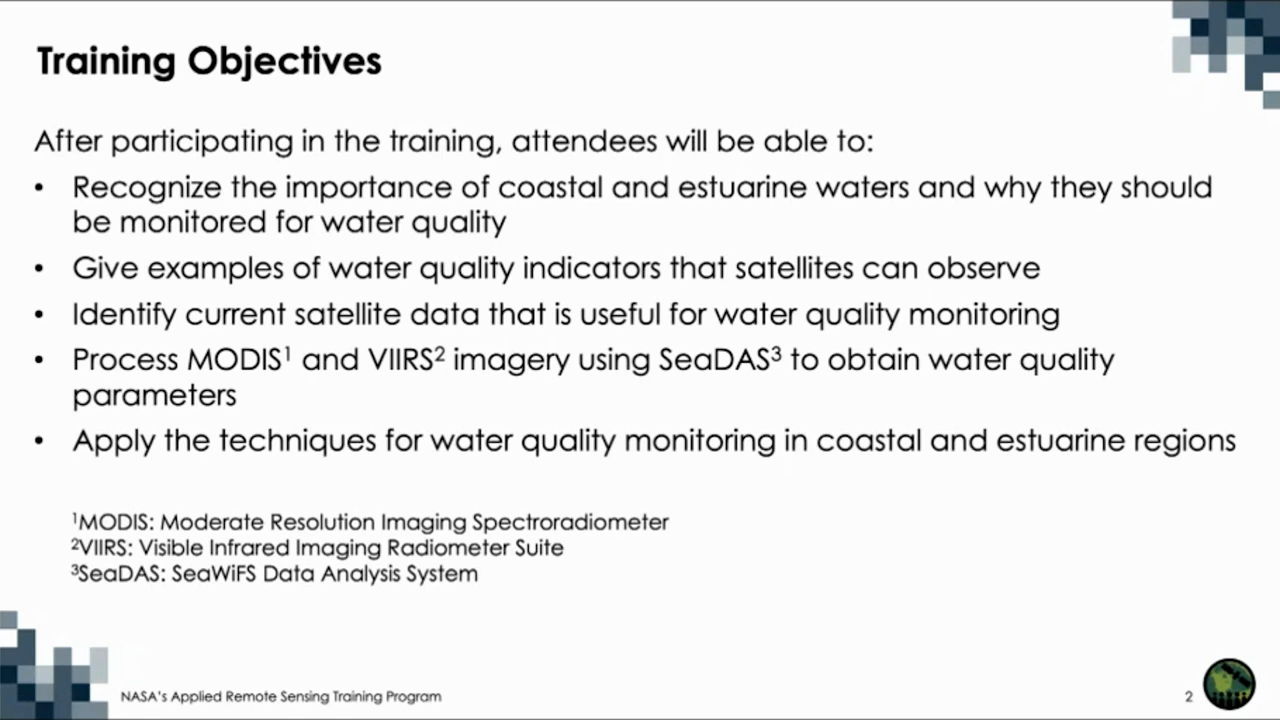 Training Objectives
After participating in the training, attendees will be able to:
• Recognize the importance of coastal and estuarine waters and why they should
be monitored for water quality
• Give examples of water quality indicators that satellites can observe
• Identify current satellite data that is useful for water quality monitoring
• Process MODIS¹ and VIIRS² imagery using SeaDAS³ to obtain water quality
parameters
• Apply the techniques for water quality monitoring in coastal and estuarine regions
¹MODIS: Moderate Resolution Imaging Spectroradiometer
²VIIRS: Visible Infrared Imaging Radiometer Suite
³SeaDAS: SeaWiFS Data Analysis System
NASA's Applied Remote Sensing Training Program
2